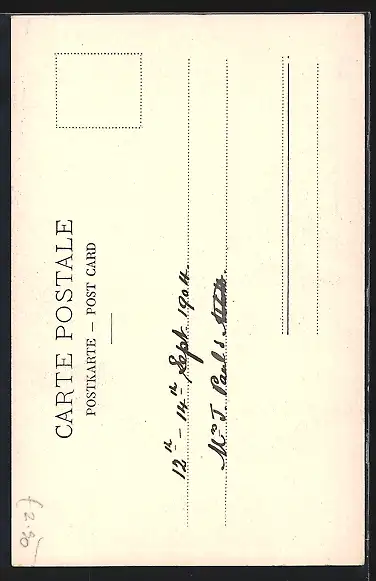 CARTE POSTALE
POSTKARTE – POST CARD
12th – 14th Sept. 1904.
Mrs J. Paul's
£2.50